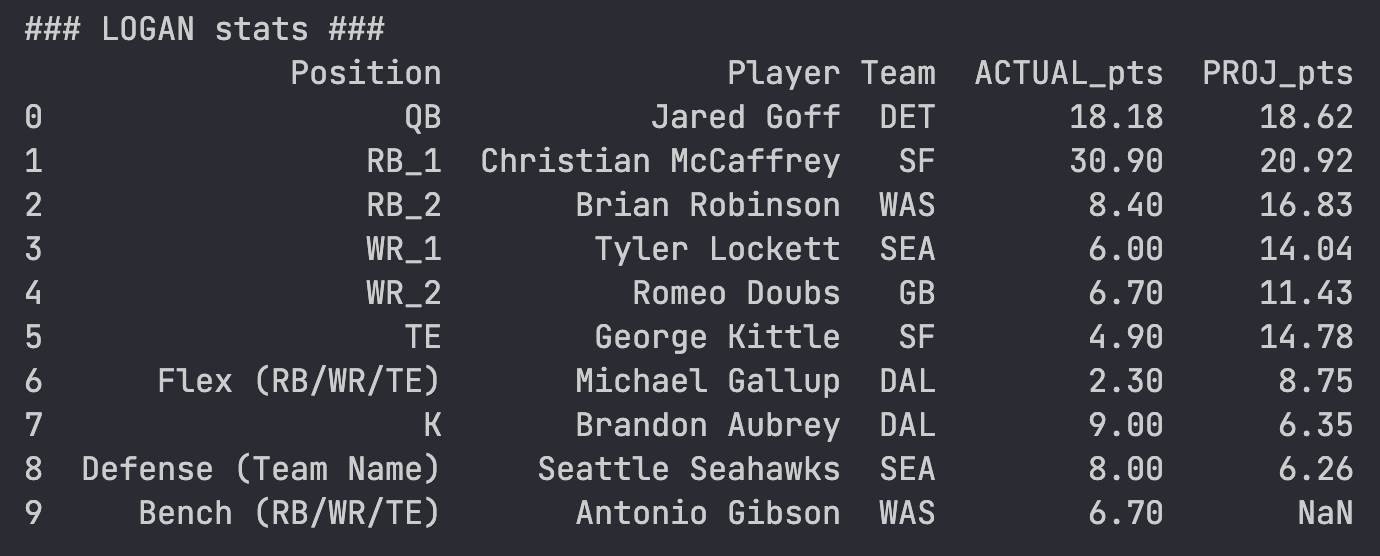 ### LOGAN stats ###
Position Player Team ACTUAL_pts PROJ_pts
0 QB Jared Goff DET 18.18 18.62
1 RB_1 Christian McCaffrey SF 30.90 20.92
2 RB_2 Brian Robinson WAS 8.40 16.83
3 WR_1 Tyler Lockett SEA 6.00 14.04
4 WR_2 Romeo Doubs GB 6.70 11.43
5 TE George Kittle SF 4.90 14.78
6 Flex (RB/WR/TE) Michael Gallup DAL 2.30 8.75
7 K Brandon Aubrey DAL 9.00 6.35
8 Defense (Team Name) Seattle Seahawks SEA 8.00 6.26
9 Bench (RB/WR/TE) Antonio Gibson WAS 6.70 NaN